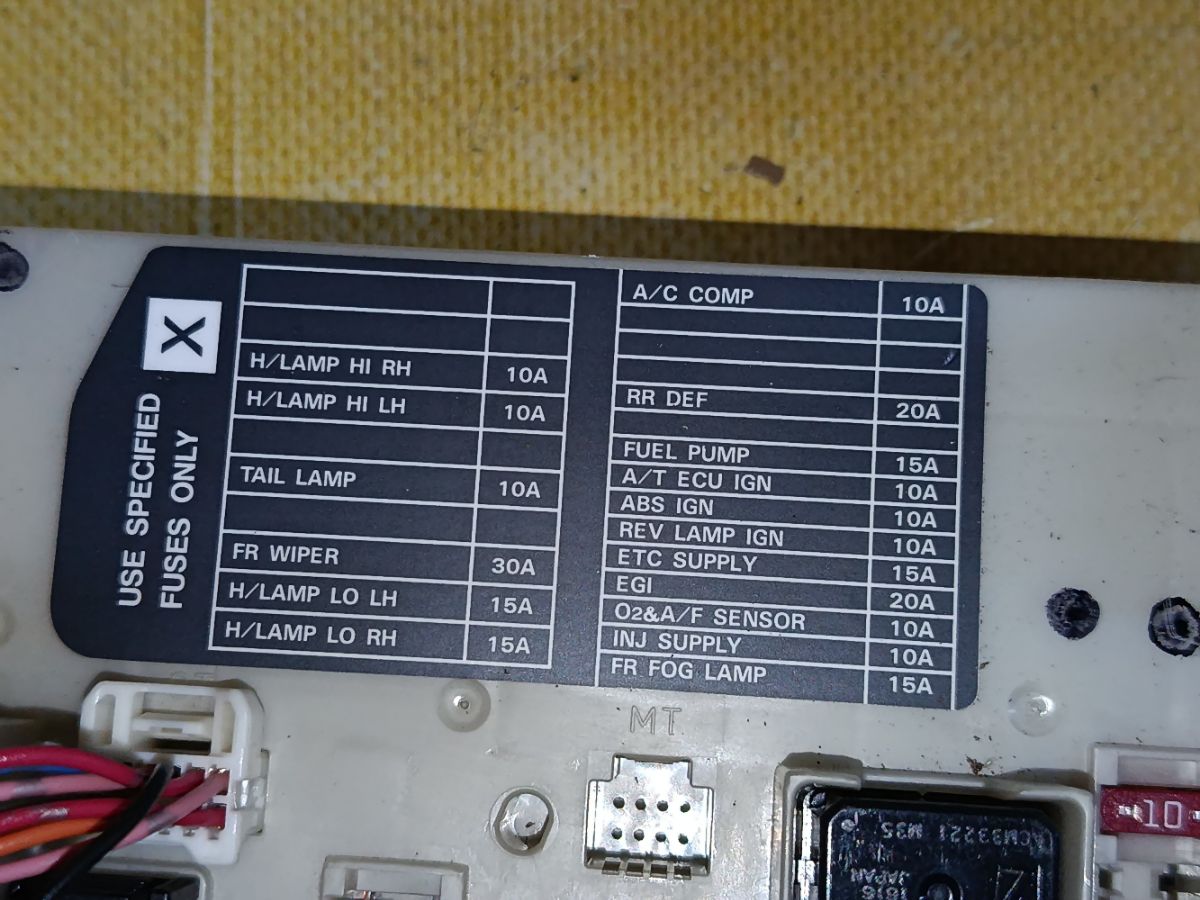 X
USE SPECIFIED
FUSES ONLY
H/LAMP HI RH 10A
H/LAMP HI LH 10A
TAIL LAMP 10A
FR WIPER 30A
H/LAMP LO LH 15A
H/LAMP LO RH 15A
A/C COMP 10A
RR DEF 20A
FUEL PUMP 15A
A/T ECU IGN 10A
ABS IGN 10A
REV LAMP IGN 10A
ETC SUPPLY 15A
EGI 20A
O2&A/F SENSOR 10A
INJ SUPPLY 10A
FR FOG LAMP 15A
MT
M35
1816
JAPAN
Z
10